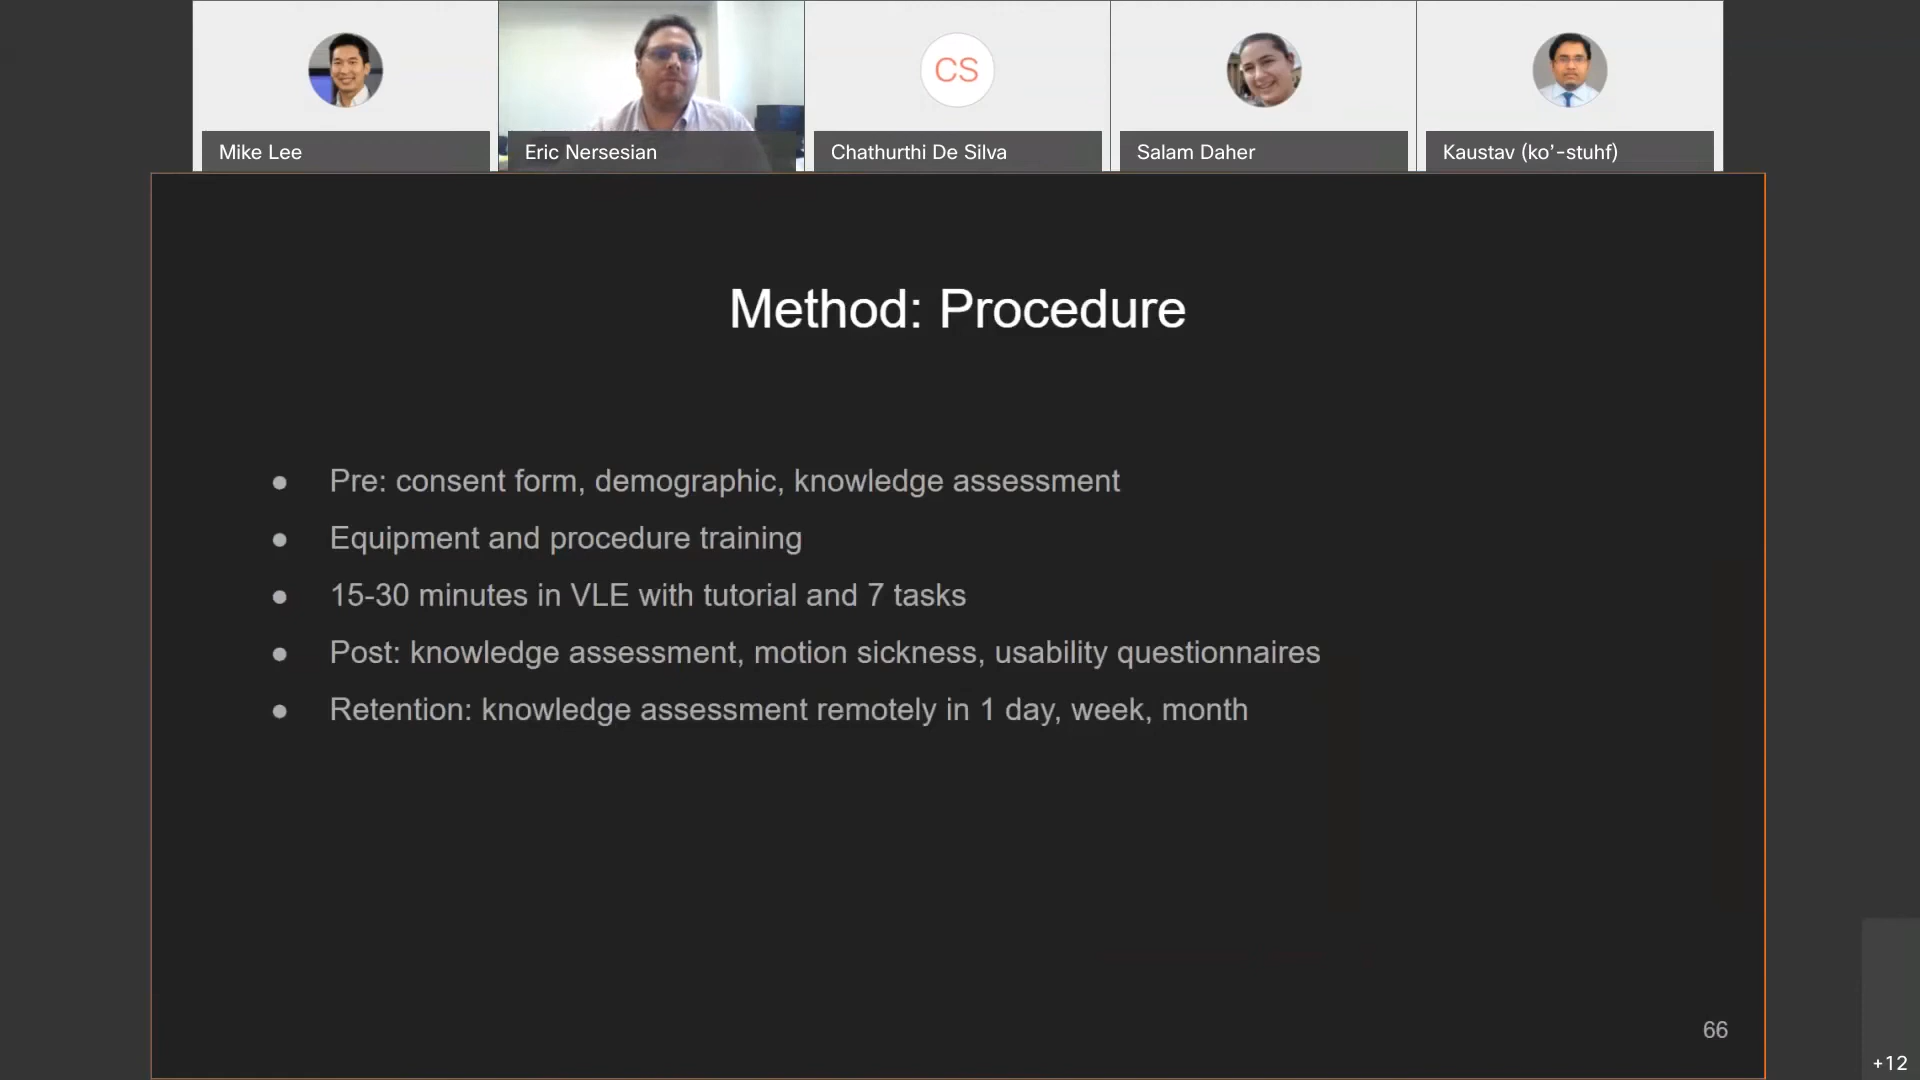 Mike Lee
Eric Nersesian
CS
Chathurthi De Silva
Salam Daher
Kaustav (ko’-stuhf)
Method: Procedure
● Pre: consent form, demographic, knowledge assessment
● Equipment and procedure training
● 15-30 minutes in VLE with tutorial and 7 tasks
● Post: knowledge assessment, motion sickness, usability questionnaires
● Retention: knowledge assessment remotely in 1 day, week, month
66
+12